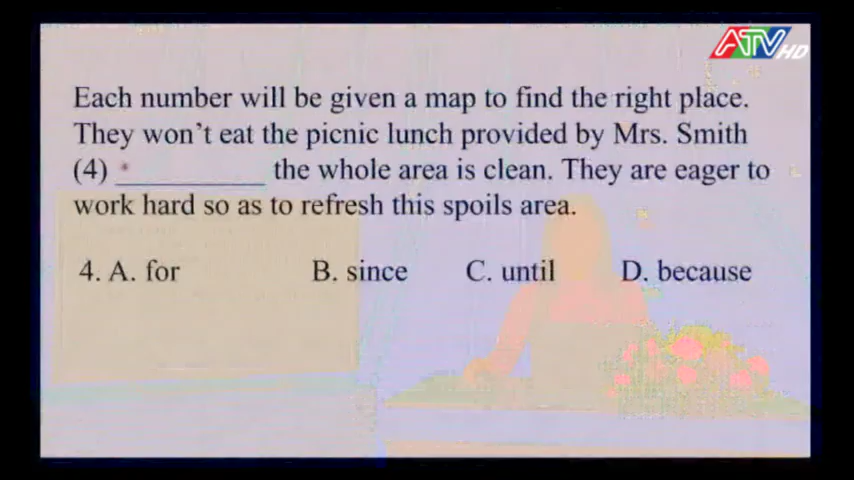 ATV HD
Each number will be given a map to find the right place.
They won't eat the picnic lunch provided by Mrs. Smith
(4) __________ the whole area is clean. They are eager to
work hard so as to refresh this spoils area.
4. A. for B. since C. until D. because